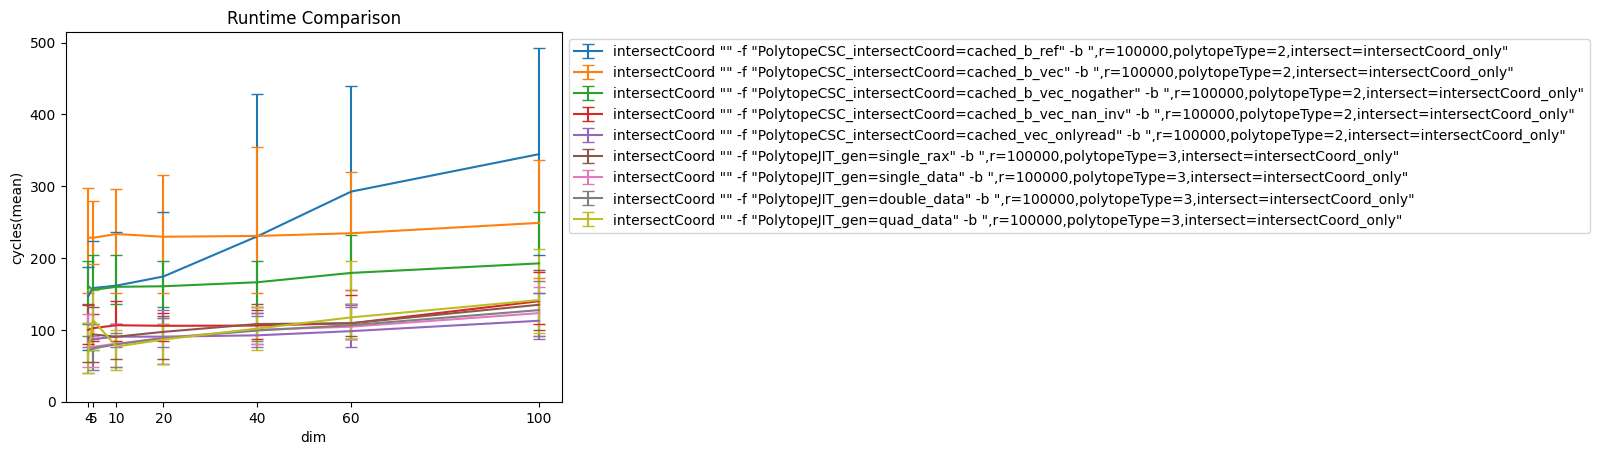 Runtime Comparison
500
400
300
200
100
0
cycles(mean)
4 5 10 20 40 60 100
dim
intersectCoord "" -f "PolytopeCSC_intersectCoord=cached_b_ref" -b ",r=100000,polytopeType=2,intersect=intersectCoord_only"
intersectCoord "" -f "PolytopeCSC_intersectCoord=cached_b_vec" -b ",r=100000,polytopeType=2,intersect=intersectCoord_only"
intersectCoord "" -f "PolytopeCSC_intersectCoord=cached_b_vec_nogather" -b ",r=100000,polytopeType=2,intersect=intersectCoord_only"
intersectCoord "" -f "PolytopeCSC_intersectCoord=cached_b_vec_nan_inv" -b ",r=100000,polytopeType=2,intersect=intersectCoord_only"
intersectCoord "" -f "PolytopeCSC_intersectCoord=cached_vec_onlyread" -b ",r=100000,polytopeType=2,intersect=intersectCoord_only"
intersectCoord "" -f "PolytopeJIT_gen=single_rax" -b ",r=100000,polytopeType=3,intersect=intersectCoord_only"
intersectCoord "" -f "PolytopeJIT_gen=single_data" -b ",r=100000,polytopeType=3,intersect=intersectCoord_only"
intersectCoord "" -f "PolytopeJIT_gen=double_data" -b ",r=100000,polytopeType=3,intersect=intersectCoord_only"
intersectCoord "" -f "PolytopeJIT_gen=quad_data" -b ",r=100000,polytopeType=3,intersect=intersectCoord_only"